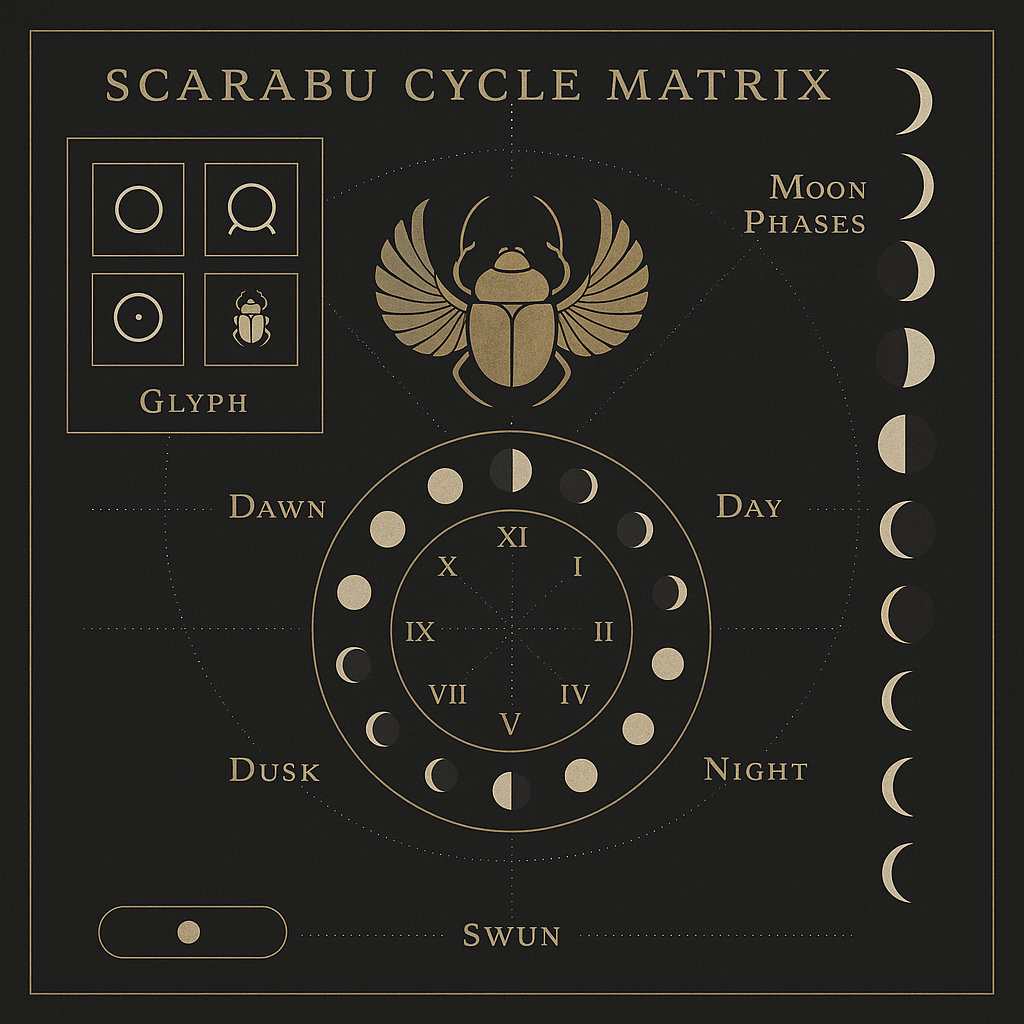 SCARABU CYCLE MATRIX
MOON
PHASES
GLYPH
DAWN
DAY
XI
X
I
IX
II
VII
IV
V
DUSK
NIGHT
SWUN